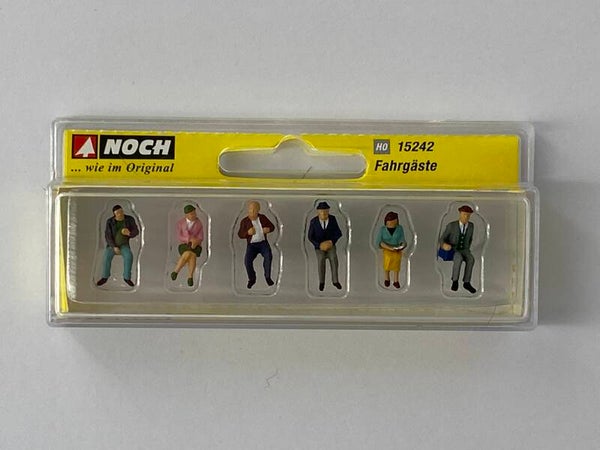 NOCH
... wie im Original
H0 15242
Fahrgäste